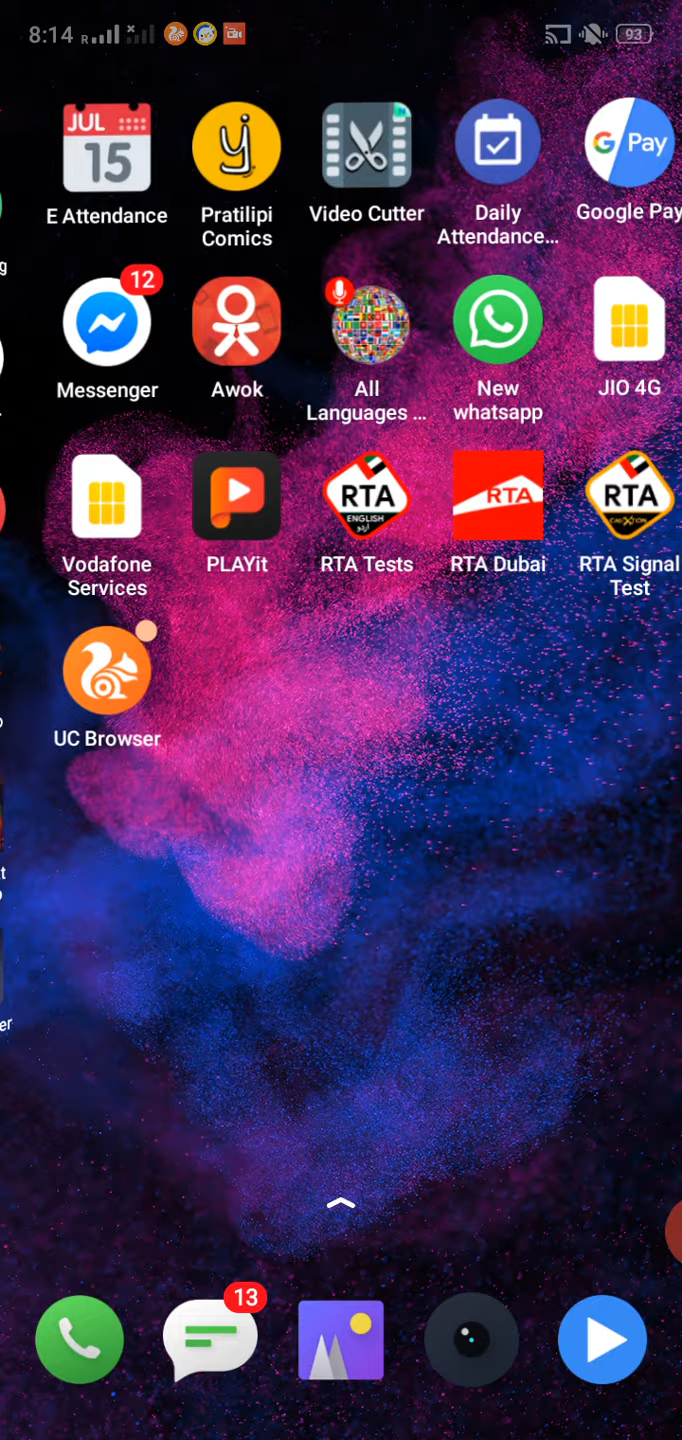 8:14 R 93
JUL
15
G Pay
E Attendance
Pratilipi
Comics
Video Cutter
Daily
Attendance...
Google Pay
g
12
Messenger
Awok
All
Languages ...
New
whatsapp
JIO 4G
RTA
ENGLISH
اردو
RTA
RTA
Vodafone
Services
PLAYit
RTA Tests
RTA Dubai
RTA Signal
Test
UC Browser
t
er
13